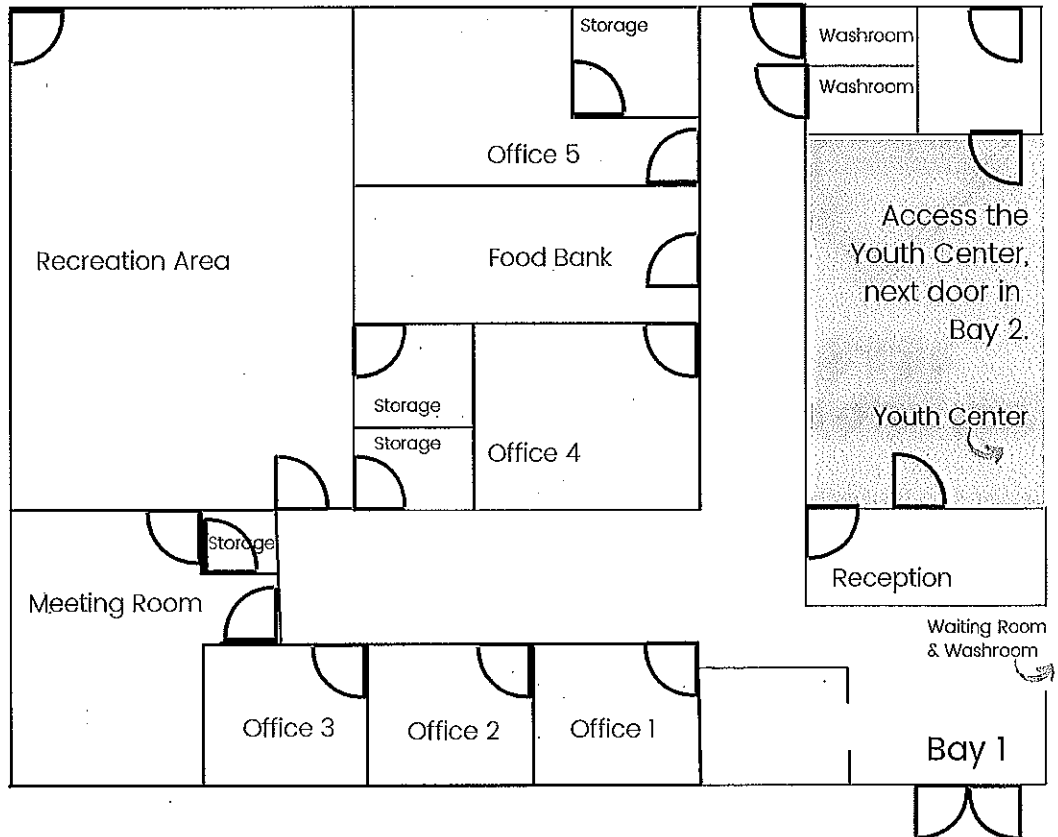 Storage
Washroom
Washroom
Office 5
Access the
Youth Center,
next door in
Bay 2.
Recreation Area
Food Bank
Youth Center
Storage
Storage
Office 4
Storage
Reception
Meeting Room
Waiting Room
& Washroom
Office 3
Office 2
Office 1
Bay 1